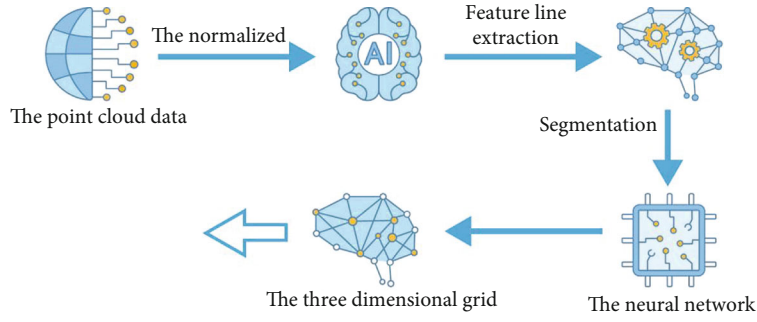 The normalized
AI
Feature line
extraction
The point cloud data
Segmentation
The three dimensional grid
The neural network